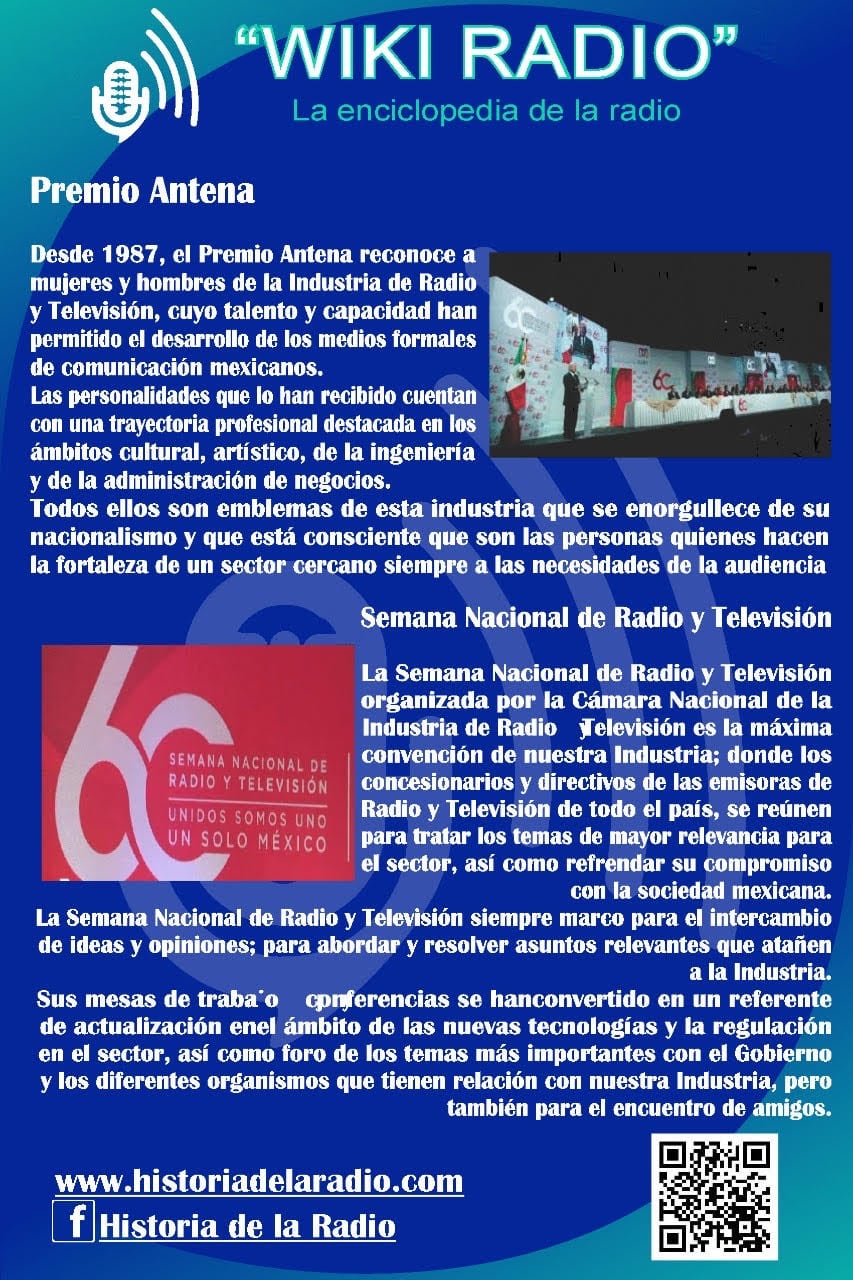 “WIKI RADIO”
La enciclopedia de la radio
Premio Antena
Desde 1987, el Premio Antena reconoce a
mujeres y hombres de la Industria de Radio
y Televisión, cuyo talento y capacidad han
permitido el desarrollo de los medios formales
de comunicación mexicanos.
Las personalidades que lo han recibido cuentan
con una trayectoria profesional destacada en los
ámbitos cultural, artístico, de la ingeniería
y de la administración de negocios.
Todos ellos son emblemas de esta industria que se enorgullece de su
nacionalismo y que está consciente que son las personas quienes hacen
la fortaleza de un sector cercano siempre a las necesidades de la audiencia
60
60
Semana Nacional de Radio y Televisión
60
SEMANA NACIONAL DE
RADIO Y TELEVISIÓN
UNIDOS SOMOS UNO
UN SOLO MÉXICO
La Semana Nacional de Radio y Televisión
organizada por la Cámara Nacional de la
Industria de Radio y Televisión es la máxima
convención de nuestra Industria; donde los
concesionarios y directivos de las emisoras de
Radio y Televisión de todo el país, se reúnen
para tratar los temas de mayor relevancia para
el sector, así como refrendar su compromiso
con la sociedad mexicana.
La Semana Nacional de Radio y Televisión siempre marco para el intercambio
de ideas y opiniones; para abordar y resolver asuntos relevantes que atañen
a la Industria.
Sus mesas de conferencias se hanconvertido en un referente
de actualización enel ámbito de las nuevas tecnologías y la regulación
en el sector, así como foro de los temas más importantes con el Gobierno
y los diferentes organismos que tienen relación con nuestra Industria, pero
también para el encuentro de amigos.
www.historiadelaradio.com
f Historia de la Radio